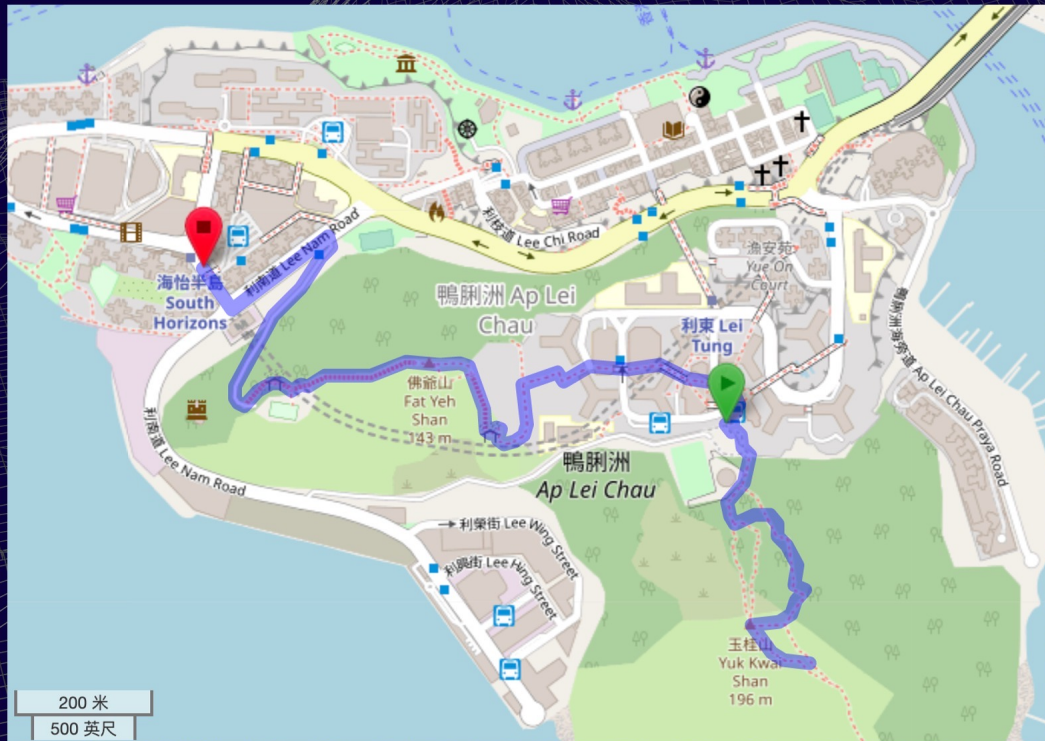 利南道 Lee Nam Road
利枝道 Lee Chi Road
漁安苑
Yue On
Court
海怡半島
South
Horizons
鴨脷洲 Ap Lei
Chau
利東 Lei
Tung
佛爺山
Fat Yeh
Shan
143 m
鴨脷洲
Ap Lei Chau
鴨脷洲海旁道 Ap Lei Chau Praya Road
利南道 Lee Nam Road
利榮街 Lee Wing Street
利興街 Lee Hing Street
玉桂山
Yuk Kwai
Shan
196 m
200 米
500 英尺